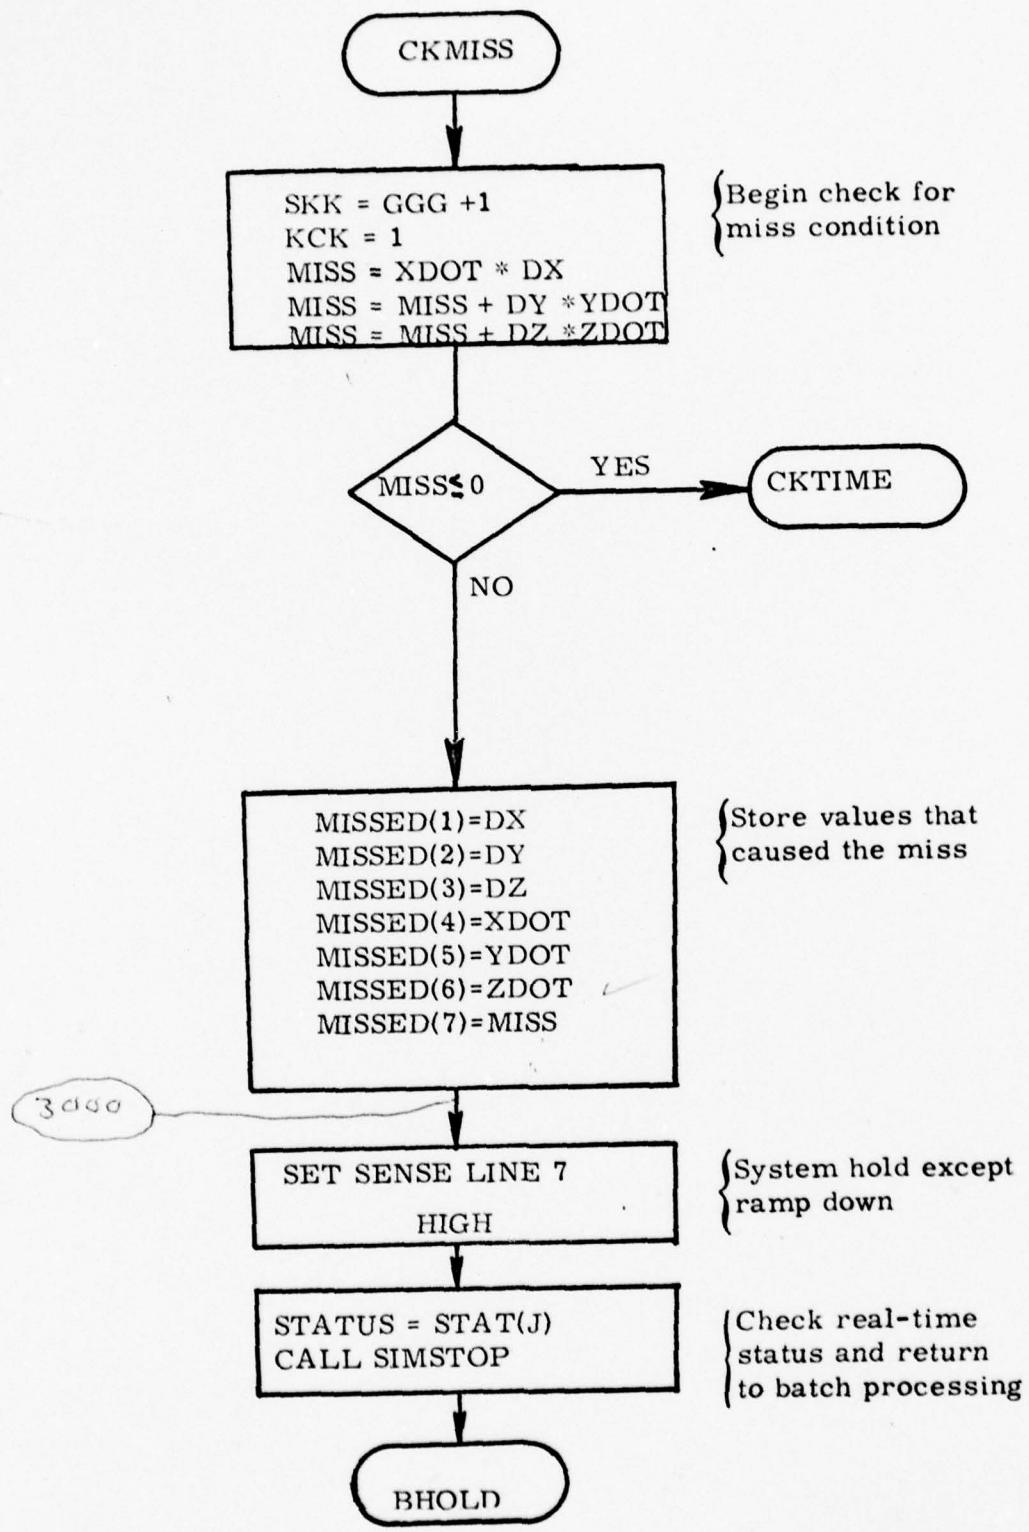 CKMISS
SKK = GGG +1
KCK = 1
MISS = XDOT * DX
MISS = MISS + DY *YDOT
MISS = MISS + DZ *ZDOT
Begin check for
miss condition
MISS≤0
YES
CKTIME
NO
MISSED(1)=DX
MISSED(2)=DY
MISSED(3)=DZ
MISSED(4)=XDOT
MISSED(5)=YDOT
MISSED(6)=ZDOT
MISSED(7)=MISS
Store values that
caused the miss
3000
SET SENSE LINE 7
HIGH
System hold except
ramp down
STATUS = STAT(J)
CALL SIMSTOP
Check real-time
status and return
to batch processing
BHOLD